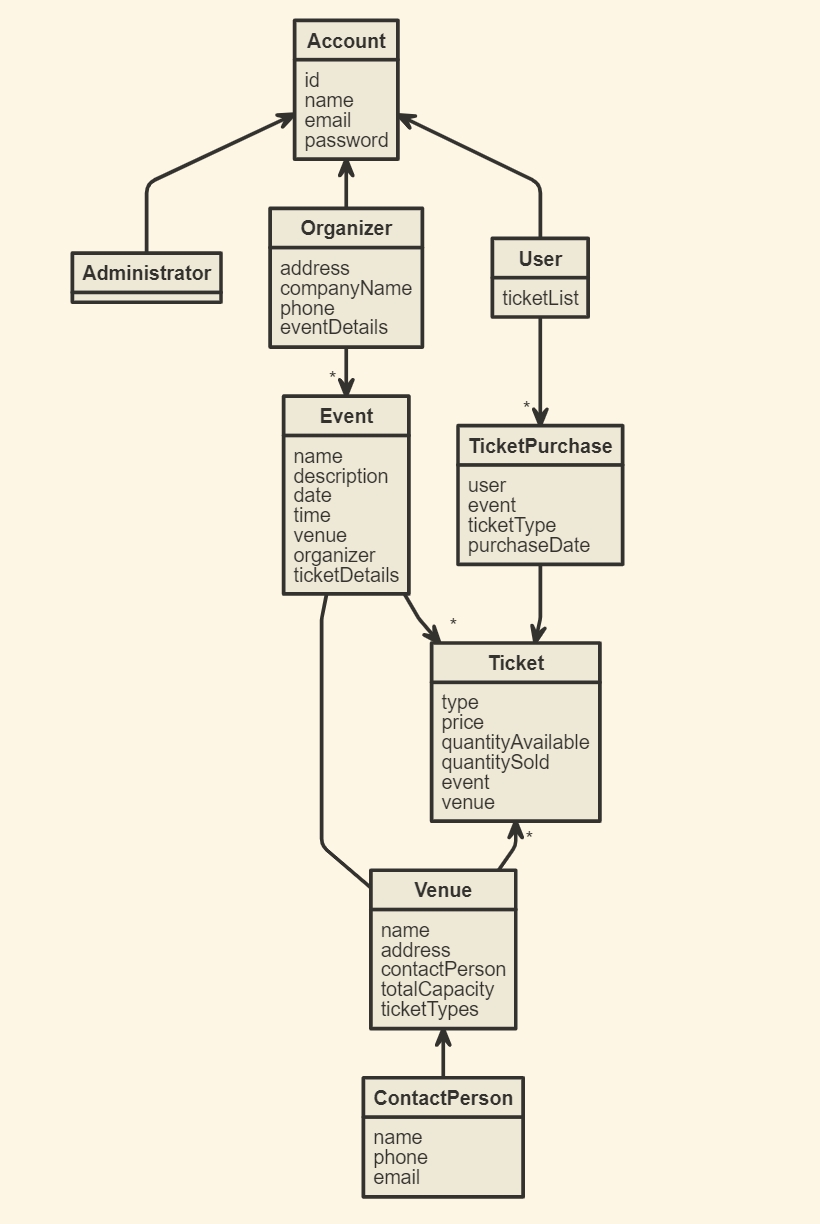 Account
id
name
email
password
Organizer
address
companyName
phone
eventDetails
User
ticketList
Administrator
*
Event
name
description
date
time
venue
organizer
ticketDetails
*
TicketPurchase
user
event
ticketType
purchaseDate
*
Ticket
type
price
quantityAvailable
quantitySold
event
venue
*
Venue
name
address
contactPerson
totalCapacity
ticketTypes
ContactPerson
name
phone
email